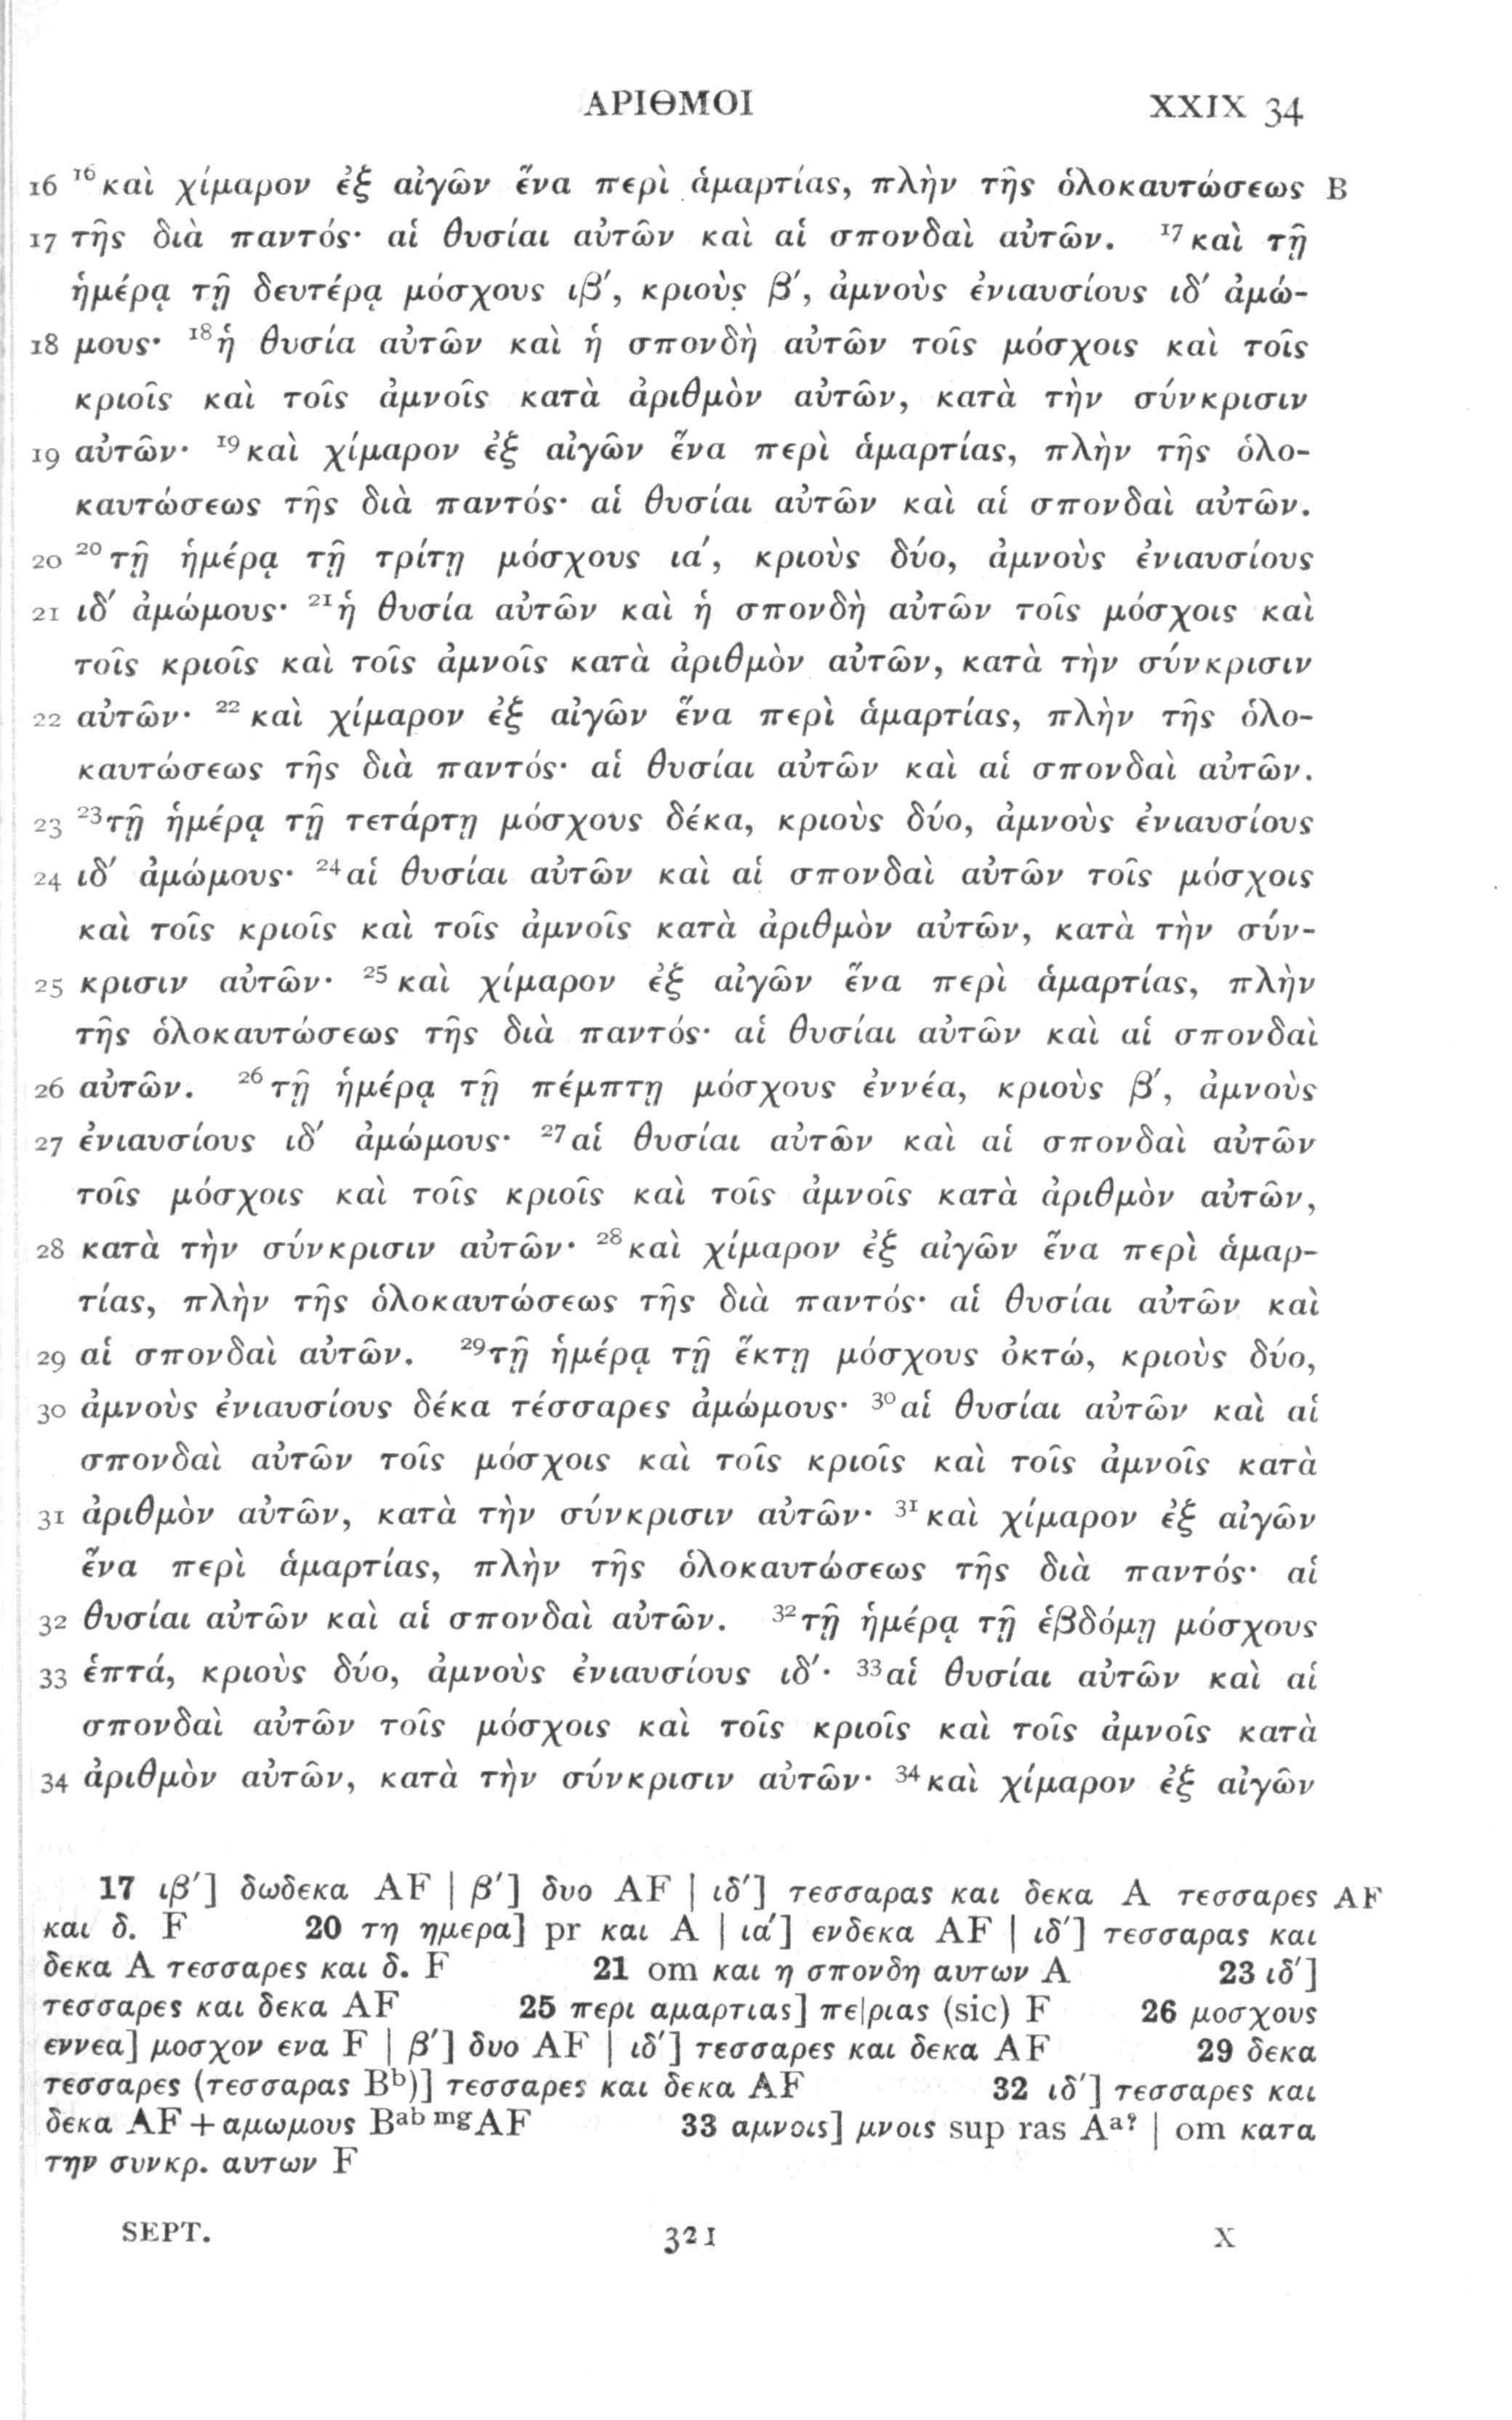 ΑΡΙΘΜΟΙ XXIX 34
16 ¹⁶καὶ χίμαρον ἐξ αἰγῶν ἕνα περὶ ἁμαρτίας, πλὴν τῆς ὁλοκαυτώσεως B
17 τῆς διὰ παντός· αἱ θυσίαι αὐτῶν καὶ αἱ σπονδαὶ αὐτῶν. ¹⁷καὶ τῇ
ἡμέρᾳ τῇ δευτέρᾳ μόσχους ιβ´, κριοὺς β´, ἀμνοὺς ἐνιαυσίους ιδ´ ἀμώ-
18 μους· ¹⁸ἡ θυσία αὐτῶν καὶ ἡ σπονδὴ αὐτῶν τοῖς μόσχοις καὶ τοῖς
κριοῖς καὶ τοῖς ἀμνοῖς κατὰ ἀριθμὸν αὐτῶν, κατὰ τὴν σύνκρισιν
19 αὐτῶν· ¹⁹καὶ χίμαρον ἐξ αἰγῶν ἕνα περὶ ἁμαρτίας, πλὴν τῆς ὁλο-
καυτώσεως τῆς διὰ παντός· αἱ θυσίαι αὐτῶν καὶ αἱ σπονδαὶ αὐτῶν.
20 ²⁰τῇ ἡμέρᾳ τῇ τρίτῃ μόσχους ια´, κριοὺς δύο, ἀμνοὺς ἐνιαυσίους
21 ιδ´ ἀμώμους· ²¹ἡ θυσία αὐτῶν καὶ ἡ σπονδὴ αὐτῶν τοῖς μόσχοις καὶ
τοῖς κριοῖς καὶ τοῖς ἀμνοῖς κατὰ ἀριθμὸν αὐτῶν, κατὰ τὴν σύνκρισιν
22 αὐτῶν· ²²καὶ χίμαρον ἐξ αἰγῶν ἕνα περὶ ἁμαρτίας, πλὴν τῆς ὁλο-
καυτώσεως τῆς διὰ παντός· αἱ θυσίαι αὐτῶν καὶ αἱ σπονδαὶ αὐτῶν.
23 ²³τῇ ἡμέρᾳ τῇ τετάρτῃ μόσχους δέκα, κριοὺς δύο, ἀμνοὺς ἐνιαυσίους
24 ιδ´ ἀμώμους· ²⁴αἱ θυσίαι αὐτῶν καὶ αἱ σπονδαὶ αὐτῶν τοῖς μόσχοις
καὶ τοῖς κριοῖς καὶ τοῖς ἀμνοῖς κατὰ ἀριθμὸν αὐτῶν, κατὰ τὴν σύν-
25 κρισιν αὐτῶν· ²⁵καὶ χίμαρον ἐξ αἰγῶν ἕνα περὶ ἁμαρτίας, πλὴν
τῆς ὁλοκαυτώσεως τῆς διὰ παντός· αἱ θυσίαι αὐτῶν καὶ αἱ σπονδαὶ
26 αὐτῶν. ²⁶τῇ ἡμέρᾳ τῇ πέμπτῃ μόσχους ἐννέα, κριοὺς β´, ἀμνοὺς
27 ἐνιαυσίους ιδ´ ἀμώμους· ²⁷αἱ θυσίαι αὐτῶν καὶ αἱ σπονδαὶ αὐτῶν
τοῖς μόσχοις καὶ τοῖς κριοῖς καὶ τοῖς ἀμνοῖς κατὰ ἀριθμὸν αὐτῶν,
28 κατὰ τὴν σύνκρισιν αὐτῶν· ²⁸καὶ χίμαρον ἐξ αἰγῶν ἕνα περὶ ἁμαρ-
τίας, πλὴν τῆς ὁλοκαυτώσεως τῆς διὰ παντός· αἱ θυσίαι αὐτῶν καὶ
29 αἱ σπονδαὶ αὐτῶν. ²⁹τῇ ἡμέρᾳ τῇ ἕκτῃ μόσχους ὀκτώ, κριοὺς δύο,
30 ἀμνοὺς ἐνιαυσίους δέκα τέσσαρες ἀμώμους· ³⁰αἱ θυσίαι αὐτῶν καὶ αἱ
σπονδαὶ αὐτῶν τοῖς μόσχοις καὶ τοῖς κριοῖς καὶ τοῖς ἀμνοῖς κατὰ
31 ἀριθμὸν αὐτῶν, κατὰ τὴν σύνκρισιν αὐτῶν· ³¹καὶ χίμαρον ἐξ αἰγῶν
ἕνα περὶ ἁμαρτίας, πλὴν τῆς ὁλοκαυτώσεως τῆς διὰ παντός· αἱ
32 θυσίαι αὐτῶν καὶ αἱ σπονδαὶ αὐτῶν. ³²τῇ ἡμέρᾳ τῇ ἑβδόμῃ μόσχους
33 ἑπτά, κριοὺς δύο, ἀμνοὺς ἐνιαυσίους ιδ´· ³³αἱ θυσίαι αὐτῶν καὶ αἱ
σπονδαὶ αὐτῶν τοῖς μόσχοις καὶ τοῖς κριοῖς καὶ τοῖς ἀμνοῖς κατὰ
34 ἀριθμὸν αὐτῶν, κατὰ τὴν σύνκρισιν αὐτῶν· ³⁴καὶ χίμαρον ἐξ αἰγῶν
17 ιβ´] δωδεκα AF | β´] δυο AF | ιδ´] τεσσαρας και δεκα A τεσσαρες AF
και δ. F 20 τη ημερα] pr και A | ια´] ενδεκα AF | ιδ´] τεσσαρας και
δεκα A τεσσαρες και δ. F 21 om και η σπονδη αυτων A 23 ιδ´]
τεσσαρες και δεκα AF 25 περι αμαρτιας] πε|ριας (sic) F 26 μοσχους
εννεα] μοσχον ενα F | β´] δυο AF | ιδ´] τεσσαρες και δεκα AF 29 δεκα
τεσσαρες (τεσσαρας Bᵇ)] τεσσαρες και δεκα AF 32 ιδ´] τεσσαρες και
δεκα AF + αμωμους Bᵃᵇ ᵐᵍ AF 33 αμνοις] μνοις sup ras Aᵃ? | om κατα
την συνκρ. αυτων F
SEPT. 321 X